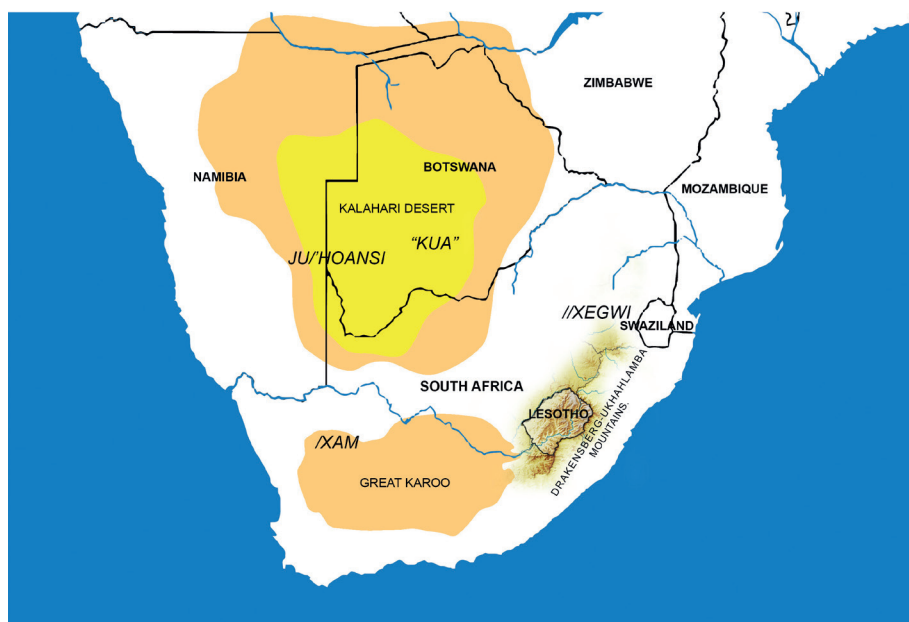 ZIMBABWE
NAMIBIA
BOTSWANA
MOZAMBIQUE
KALAHARI DESERT
JU/'HOANSI
“KUA”
//XEGWI
SWAZILAND
SOUTH AFRICA
LESOTHO
DRAKENSBERG-UKHAHLAMBA
MOUNTAINS.
/XAM
GREAT KAROO